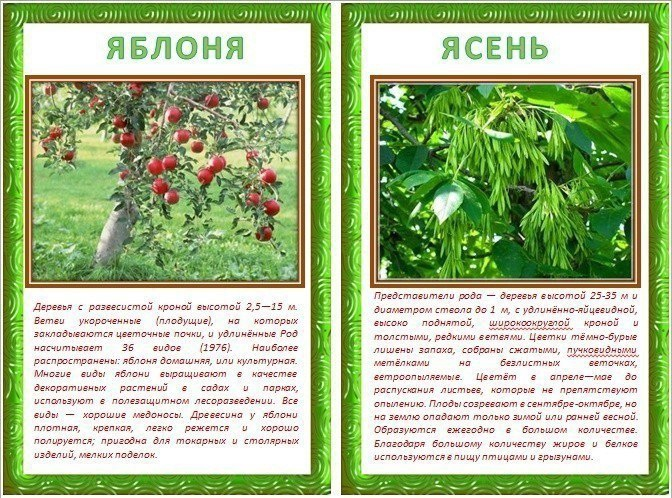 ЯБЛОНЯ
Деревья с развесистой кроной высотой 2,5—15 м.
Ветви укороченные (плодущие), на которых
закладываются цветочные почки, и удлинённые Род
насчитывает 36 видов (1976). Наиболее
распространены: яблоня домашняя, или культурная.
Многие виды яблони выращивают в качестве
декоративных растений в садах и парках,
используют в полезащитном лесоразведении. Все
виды — хорошие медоносы. Древесина у яблони
плотная, крепкая, легко режется и хорошо
полируется; пригодна для токарных и столярных
изделий, мелких поделок.
ЯСЕНЬ
Представители рода — деревья высотой 25-35 м и
диаметром ствола до 1 м, с удлинённо-яйцевидной,
высоко поднятой, широкоокруглой кроной и
толстыми, редкими ветвями. Цветки тёмно-бурые
лишены запаха, собраны сжатыми, пучковидными
метёлками на безлистных веточках,
ветроопыляемые. Цветёт в апреле—мае до
распускания листьев, которые не препятствуют
опылению. Плоды созревают в сентябре-октябре, но
на землю опадают только зимой или ранней весной.
Образуются ежегодно в большом количестве.
Благодаря большому количеству жиров и белков
используются в пищу птицами и грызунами.